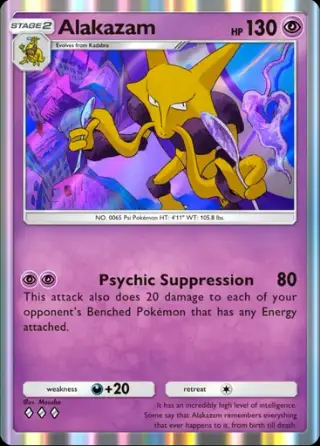 STAGE 2
Alakazam
HP 130
Evolves from Kadabra
NO. 0065 Psi Pokémon HT: 4'11" WT: 105.8 lbs.
Psychic Suppression 80
This attack also does 20 damage to each of your
opponent's Benched Pokémon that has any Energy
attached.
weakness +20 retreat
Illus. Mousho
It has an incredibly high level of intelligence.
Some say that Alakazam remembers everything
that ever happens to it, from birth till death.